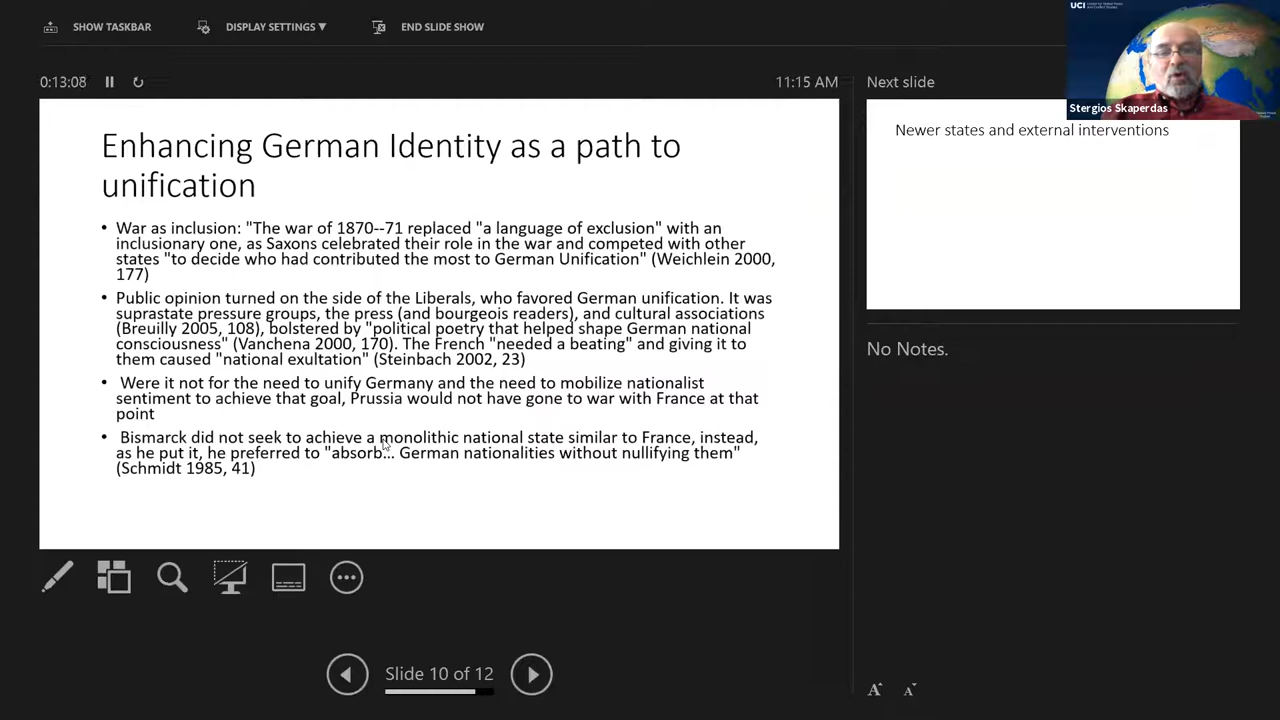 SHOW TASKBAR
DISPLAY SETTINGS ▼
END SLIDE SHOW
UCI
0:13:08
11:15 AM
Next slide
Stergios Skaperdas
Enhancing German Identity as a path to
unification
• War as inclusion: "The war of 1870--71 replaced "a language of exclusion" with an
inclusionary one, as Saxons celebrated their role in the war and competed with other
states "to decide who had contributed the most to German Unification" (Weichlein 2000,
177)
• Public opinion turned on the side of the Liberals, who favored German unification. It was
suprastate pressure groups, the press (and bourgeois readers), and cultural associations
(Breuilly 2005, 108), bolstered by "political poetry that helped shape German national
consciousness" (Vanchena 2000, 170). The French "needed a beating" and giving it to
them caused "national exultation" (Steinbach 2002, 23)
• Were it not for the need to unify Germany and the need to mobilize nationalist
sentiment to achieve that goal, Prussia would not have gone to war with France at that
point
• Bismarck did not seek to achieve a monolithic national state similar to France, instead,
as he put it, he preferred to "absorb... German nationalities without nullifying them"
(Schmidt 1985, 41)
Newer states and external interventions
No Notes.
Slide 10 of 12
A A